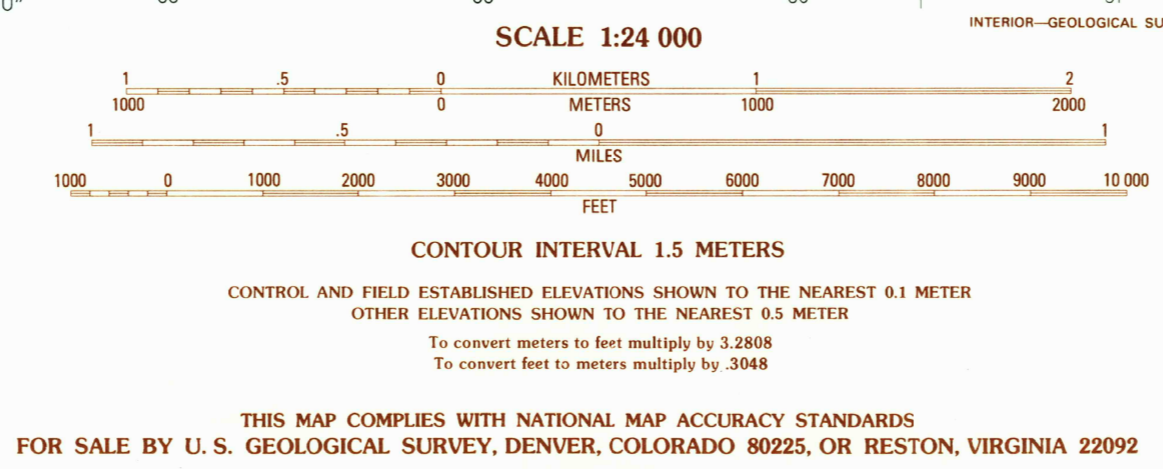 INTERIOR—GEOLOGICAL SU
SCALE 1:24 000
1 .5 0 KILOMETERS 1 2
1000 0 METERS 1000 2000
1 .5 0 1
MILES
1000 0 1000 2000 3000 4000 5000 6000 7000 8000 9000 10 000
FEET
CONTOUR INTERVAL 1.5 METERS
CONTROL AND FIELD ESTABLISHED ELEVATIONS SHOWN TO THE NEAREST 0.1 METER
OTHER ELEVATIONS SHOWN TO THE NEAREST 0.5 METER
To convert meters to feet multiply by 3.2808
To convert feet to meters multiply by .3048
THIS MAP COMPLIES WITH NATIONAL MAP ACCURACY STANDARDS
FOR SALE BY U. S. GEOLOGICAL SURVEY, DENVER, COLORADO 80225, OR RESTON, VIRGINIA 22092